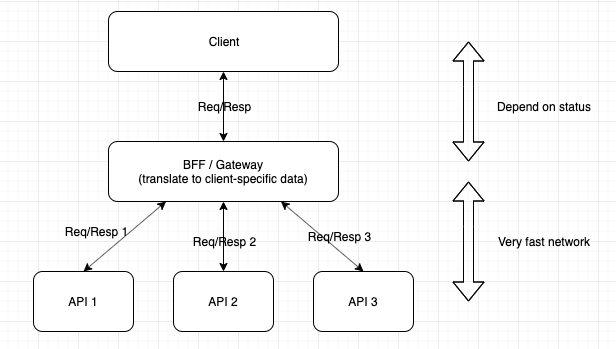 Client
Req/Resp
Depend on status
BFF / Gateway
(translate to client-specific data)
Req/Resp 1
Req/Resp 2
Req/Resp 3
Very fast network
API 1
API 2
API 3